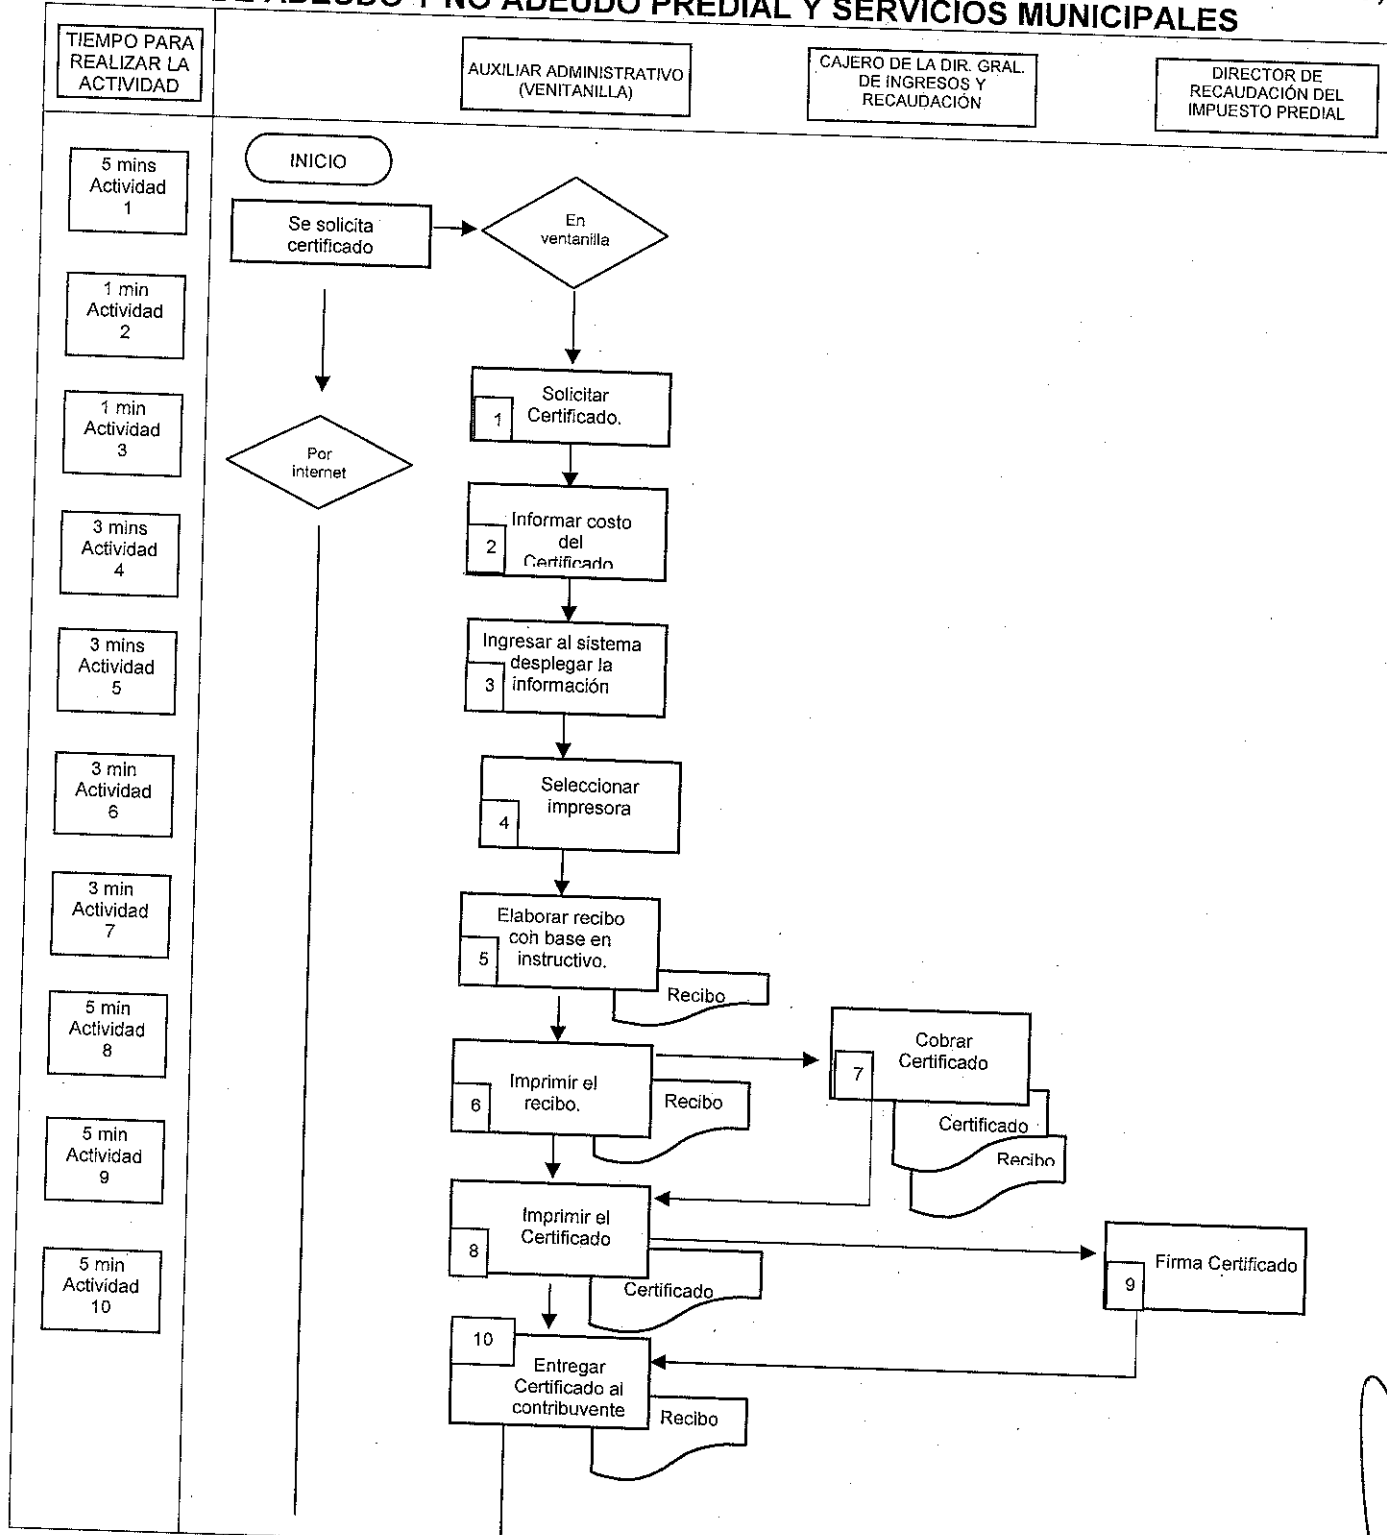 DE ADEUDO Y NO ADEUDO PREDIAL Y SERVICIOS MUNICIPALES
TIEMPO PARA
REALIZAR LA
ACTIVIDAD
AUXILIAR ADMINISTRATIVO
(VENITANILLA)
CAJERO DE LA DIR. GRAL.
DE INGRESOS Y
RECAUDACIÓN
DIRECTOR DE
RECAUDACIÓN DEL
IMPUESTO PREDIAL
5 mins
Actividad
1
INICIO
Se solicita
certificado
En
ventanilla
1 min
Actividad
2
1 min
Actividad
3
Por
internet
Solicitar
Certificado.
1
3 mins
Actividad
4
Informar costo
del
Certificado
2
3 mins
Actividad
5
Ingresar al sistema
desplegar la
información
3
3 min
Actividad
6
Seleccionar
impresora
4
3 min
Actividad
7
Elaborar recibo
con base en
instructivo.
5
Recibo
5 min
Actividad
8
Imprimir el
recibo.
6
Recibo
Cobrar
Certificado
7
Certificado
Recibo
5 min
Actividad
9
Imprimir el
Certificado
8
Certificado
Firma Certificado
9
5 min
Actividad
10
10
Entregar
Certificado al
contribuyente
Recibo